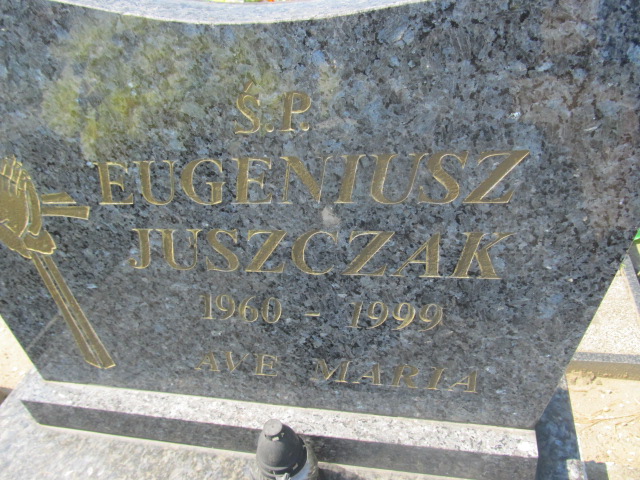 Ś.P.
EUGENIUSZ
JUSZCZAK
1960 - 1999
AVE MARIA